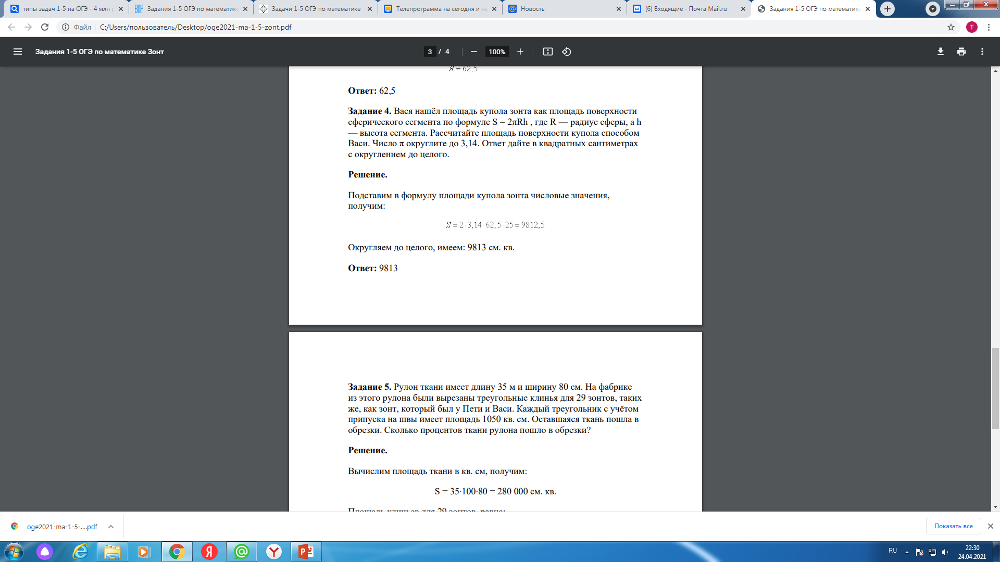 типы задач 1-5 на ОГЭ - 4 млн р
Задания 1-5 ОГЭ по математике
Задачи 1-5 ОГЭ по математике
Телепрограмма на сегодня и на
Новость
(6) Входящие - Почта Mail.ru
Задания 1-5 ОГЭ по математике
Файл
C:/Users/пользователь/Desktop/oge2021-ma-1-5-zont.pdf
T
Задания 1-5 ОГЭ по математике Зонт
3 / 4
100%
R = 62,5
Ответ: 62,5
Задание 4. Вася нашёл площадь купола зонта как площадь поверхности
сферического сегмента по формуле S = 2πRh , где R — радиус сферы, а h
— высота сегмента. Рассчитайте площадь поверхности купола способом
Васи. Число π округлите до 3,14. Ответ дайте в квадратных сантиметрах
с округлением до целого.
Решение.
Подставим в формулу площади купола зонта числовые значения,
получим:
S = 2 · 3,14 · 62,5 · 25 = 9812,5
Округляем до целого, имеем: 9813 см. кв.
Ответ: 9813
Задание 5. Рулон ткани имеет длину 35 м и ширину 80 см. На фабрике
из этого рулона были вырезаны треугольные клинья для 29 зонтов, таких
же, как зонт, который был у Пети и Васи. Каждый треугольник с учётом
припуска на швы имеет площадь 1050 кв. см. Оставшаяся ткань пошла в
обрезки. Сколько процентов ткани рулона пошло в обрезки?
Решение.
Вычислим площадь ткани в кв. см, получим:
S = 35·100·80 = 280 000 см. кв.
Площадь клиньев для 29 зонтов, равна:
oge2021-ma-1-5-....pdf
Показать все
RU
22:30
24.04.2021